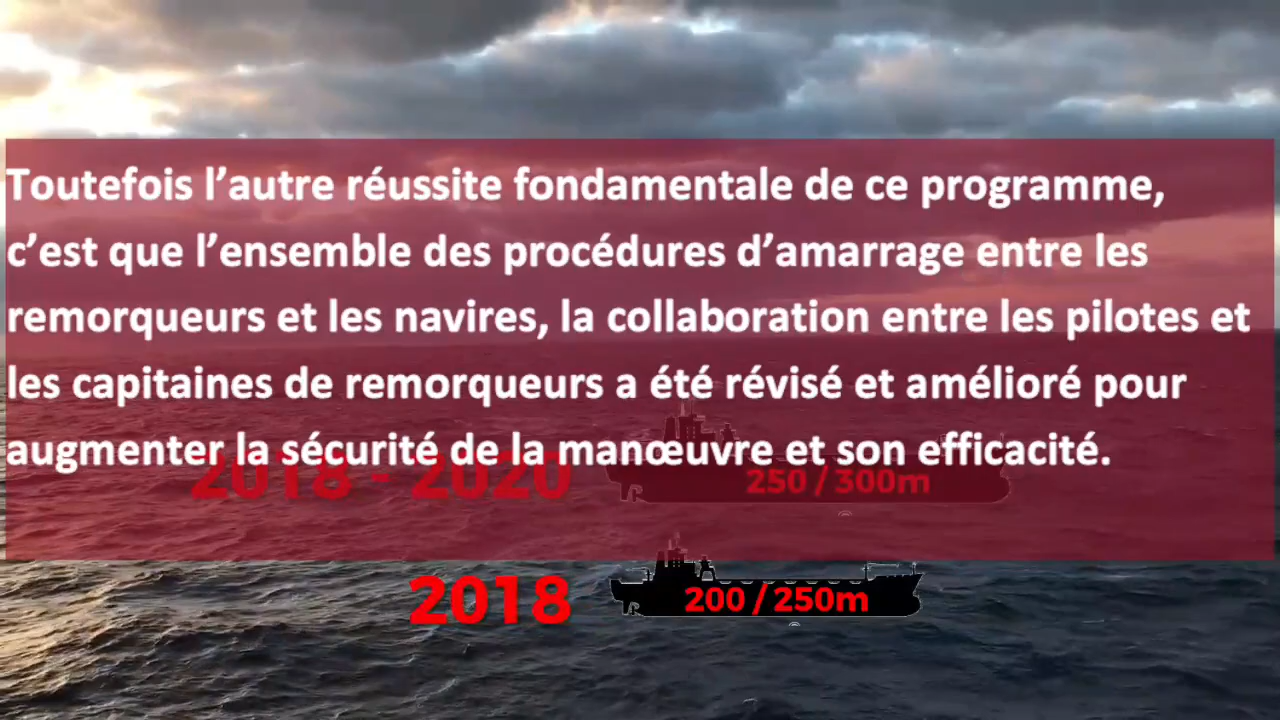 Toutefois l’autre réussite fondamentale de ce programme,
c’est que l’ensemble des procédures d’amarrage entre les
remorqueurs et les navires, la collaboration entre les pilotes et
les capitaines de remorqueurs a été révisé et amélioré pour
augmenter la sécurité de la manœuvre et son efficacité.
2018 - 2020 250 / 300m
2018 200 / 250m